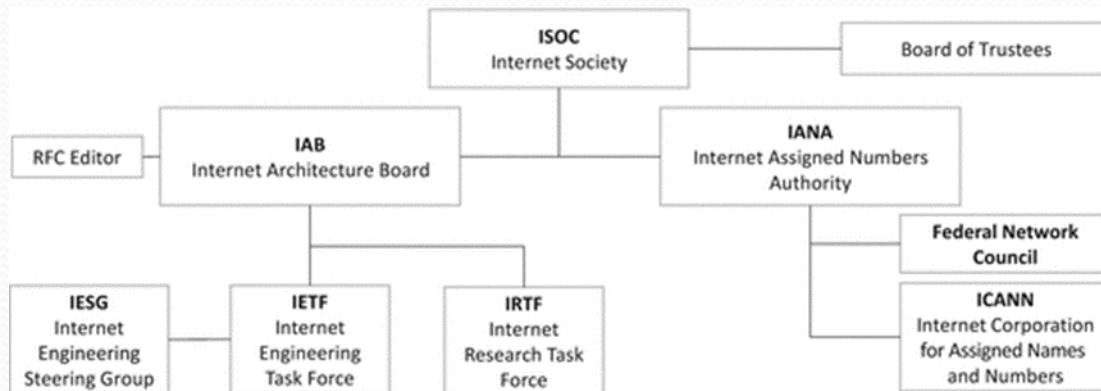 ISOC
Internet Society
Board of Trustees
RFC Editor
IAB
Internet Architecture Board
IANA
Internet Assigned Numbers
Authority
Federal Network
Council
IESG
Internet
Engineering
Steering Group
IETF
Internet
Engineering
Task Force
IRTF
Internet
Research Task
Force
ICANN
Internet Corporation
for Assigned Names
and Numbers